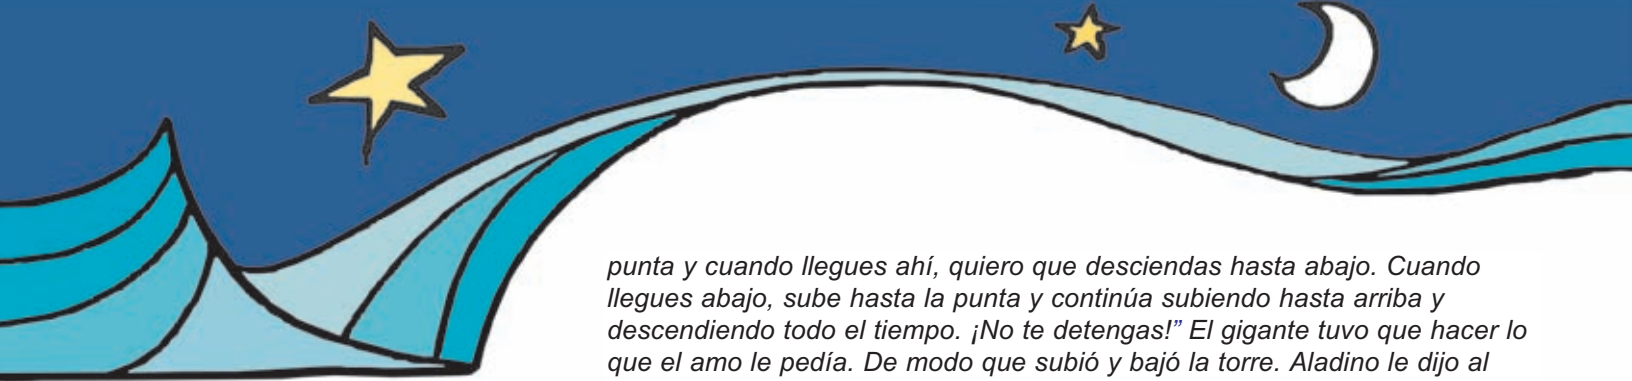 punta y cuando llegues ahí, quiero que desciendas hasta abajo. Cuando
llegues abajo, sube hasta la punta y continúa subiendo hasta arriba y
descendiendo todo el tiempo. ¡No te detengas!” El gigante tuvo que hacer lo
que el amo le pedía. De modo que subió y bajó la torre. Aladino le dijo al